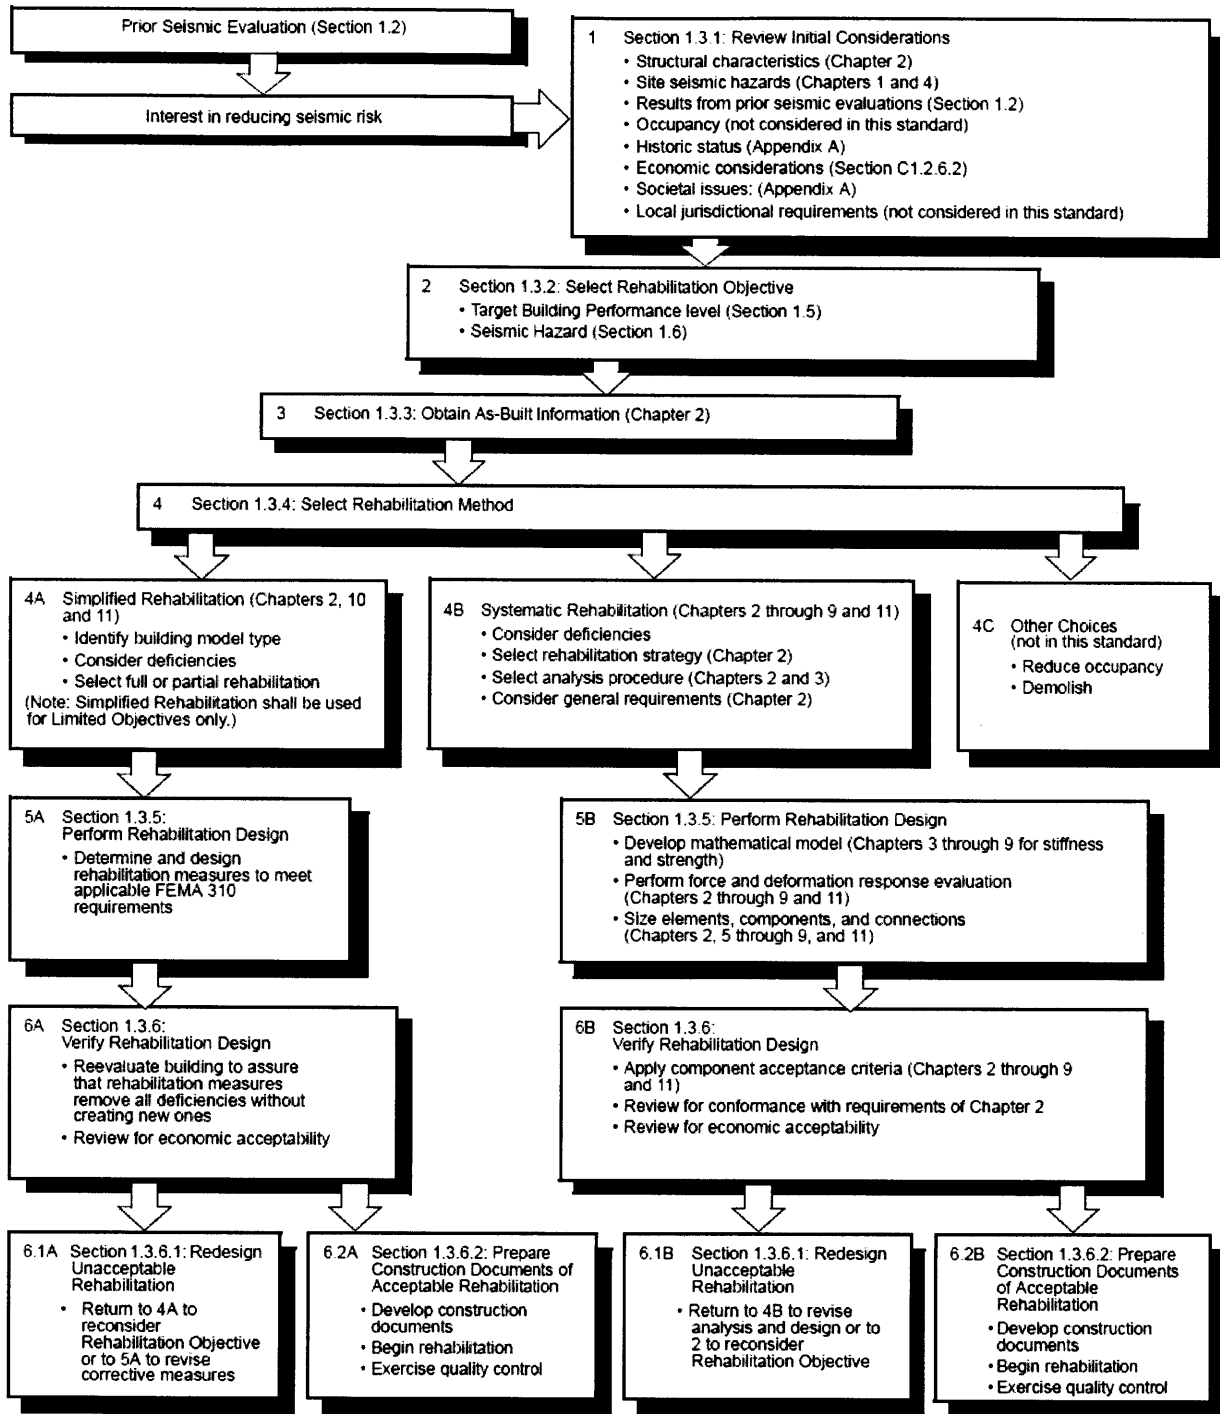 Prior Seismic Evaluation (Section 1.2)
Interest in reducing seismic risk
1 Section 1.3.1: Review Initial Considerations
• Structural characteristics (Chapter 2)
• Site seismic hazards (Chapters 1 and 4)
• Results from prior seismic evaluations (Section 1.2)
• Occupancy (not considered in this standard)
• Historic status (Appendix A)
• Economic considerations (Section C1.2.6.2)
• Societal issues: (Appendix A)
• Local jurisdictional requirements (not considered in this standard)
2 Section 1.3.2: Select Rehabilitation Objective
• Target Building Performance level (Section 1.5)
• Seismic Hazard (Section 1.6)
3 Section 1.3.3: Obtain As-Built Information (Chapter 2)
4 Section 1.3.4: Select Rehabilitation Method
4A Simplified Rehabilitation (Chapters 2, 10
and 11)
• Identify building model type
• Consider deficiencies
• Select full or partial rehabilitation
(Note: Simplified Rehabilitation shall be used
for Limited Objectives only.)
4B Systematic Rehabilitation (Chapters 2 through 9 and 11)
• Consider deficiencies
• Select rehabilitation strategy (Chapter 2)
• Select analysis procedure (Chapters 2 and 3)
• Consider general requirements (Chapter 2)
4C Other Choices
(not in this standard)
• Reduce occupancy
• Demolish
5A Section 1.3.5:
Perform Rehabilitation Design
• Determine and design
rehabilitation measures to meet
applicable FEMA 310
requirements
5B Section 1.3.5: Perform Rehabilitation Design
• Develop mathematical model (Chapters 3 through 9 for stiffness
and strength)
• Perform force and deformation response evaluation
(Chapters 2 through 9 and 11)
• Size elements, components, and connections
(Chapters 2, 5 through 9, and 11)
6A Section 1.3.6:
Verify Rehabilitation Design
• Reevaluate building to assure
that rehabilitation measures
remove all deficiencies without
creating new ones
• Review for economic acceptability
6B Section 1.3.6:
Verify Rehabilitation Design
• Apply component acceptance criteria (Chapters 2 through 9
and 11)
• Review for conformance with requirements of Chapter 2
• Review for economic acceptability
6.1A Section 1.3.6.1: Redesign
Unacceptable
Rehabilitation
• Return to 4A to
reconsider
Rehabilitation Objective
or to 5A to revise
corrective measures
6.2A Section 1.3.6.2: Prepare
Construction Documents of
Acceptable Rehabilitation
• Develop construction
documents
• Begin rehabilitation
• Exercise quality control
6.1B Section 1.3.6.1: Redesign
Unacceptable
Rehabilitation
• Return to 4B to revise
analysis and design or to
2 to reconsider
Rehabilitation Objective
6.2B Section 1.3.6.2: Prepare
Construction Documents
of Acceptable
Rehabilitation
• Develop construction
documents
• Begin rehabilitation
• Exercise quality control